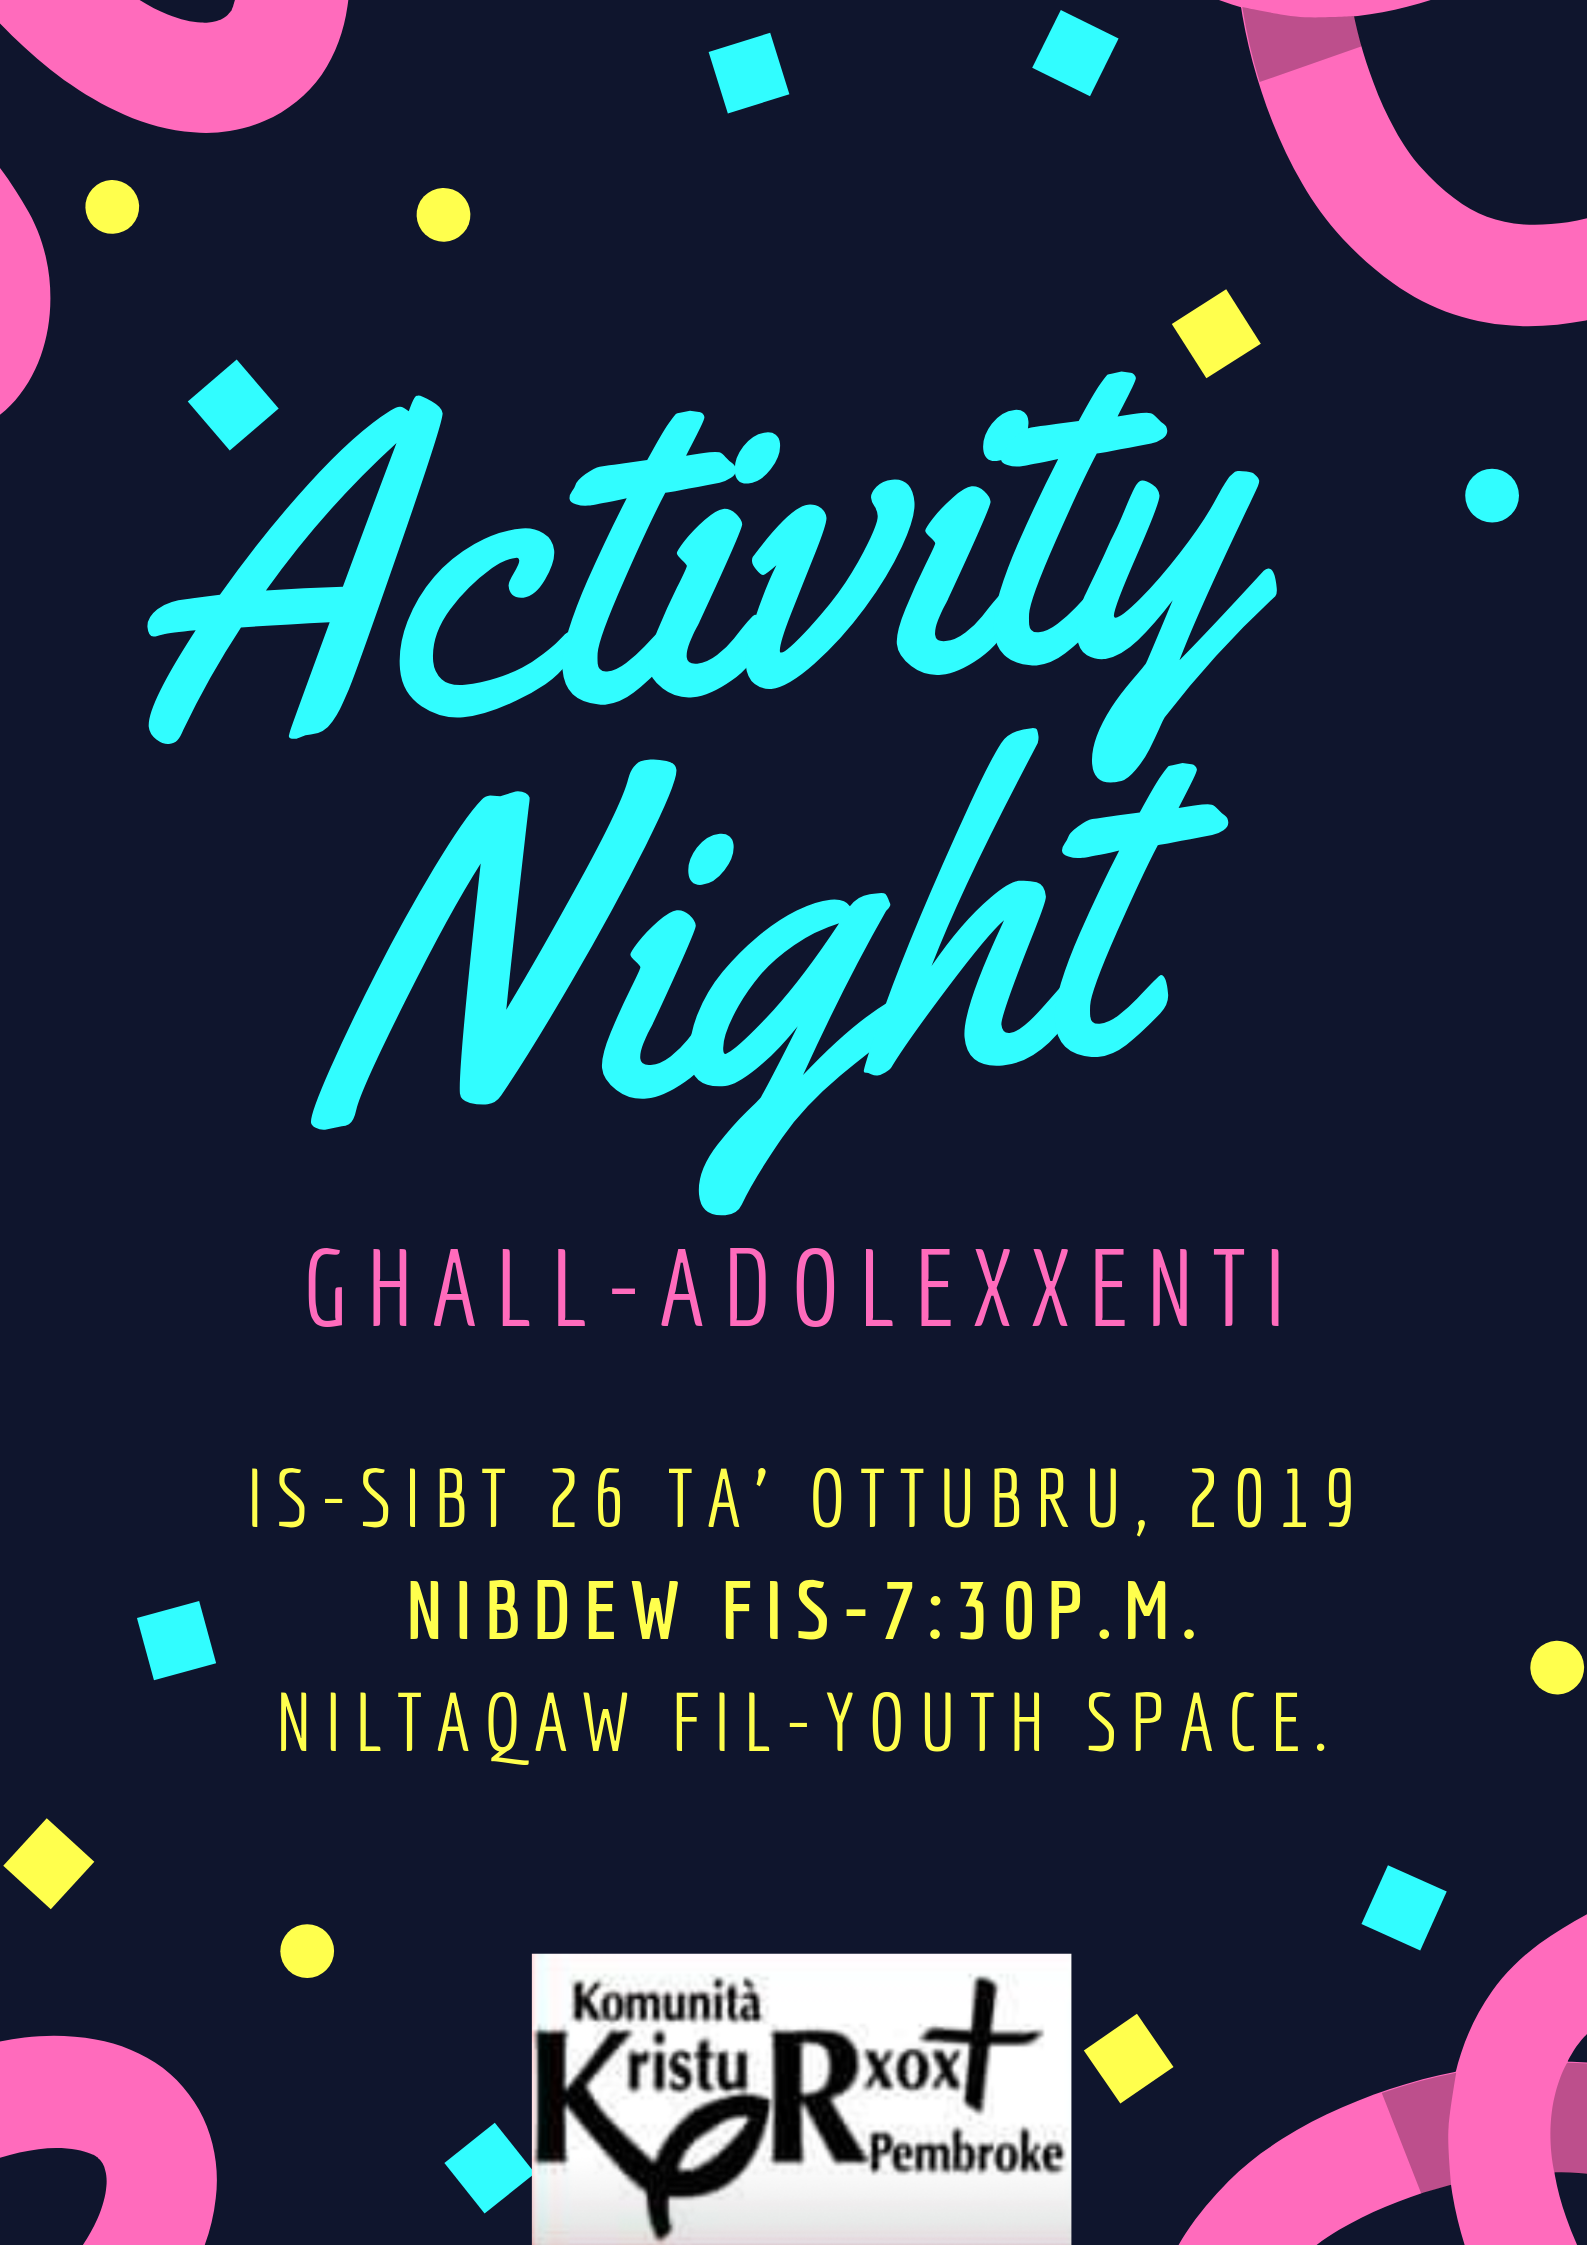 Activity
Night
GHALL-ADOLEXXENTI
IS-SIBT 26 TA' OTTUBRU, 2019
NIBDEW FIS-7:30P.M.
NILTAQAW FIL-YOUTH SPACE.
Komunità
Kristu Rxoxt
Pembroke